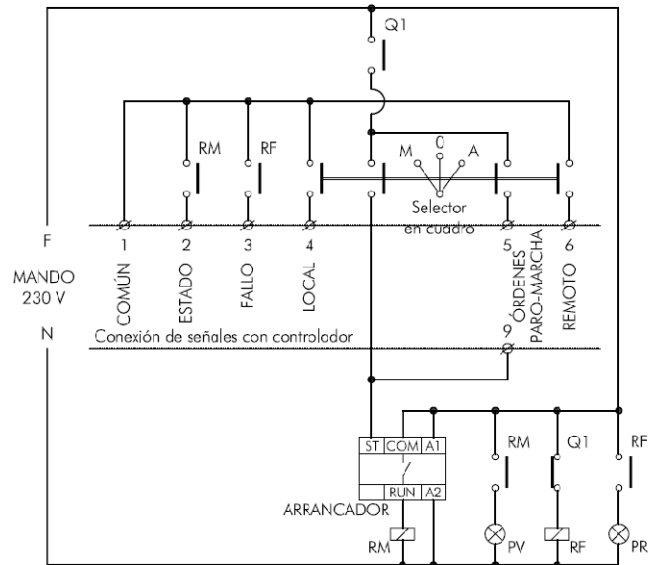 Q1
RM
RF
M
0
A
Selector
en cuadro
F
MANDO
230 V
N
1
2
3
4
5
6
COMÚN
ESTADO
FALLO
LOCAL
ÓRDENES
PARO-MARCHA
REMOTO
9
Conexión de señales con controlador
ST
COM
A1
RUN
A2
ARRANCADOR
RM
Q1
RF
RM
PV
RF
PR